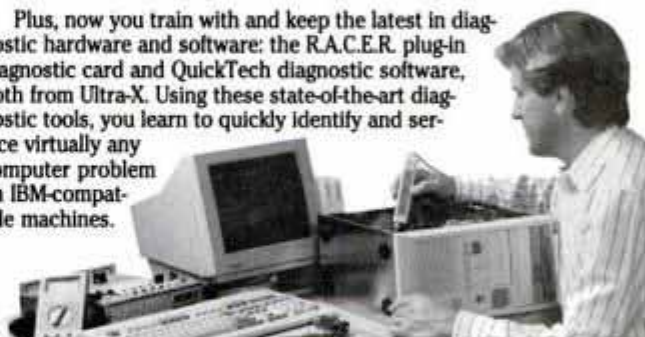 Plus, now you train with and keep the latest in diag-
ostic hardware and software: the R.A.C.E.R. plug-in
agnostic card and QuickTech diagnostic software,
oth from Ultra-X. Using these state-of-the-art diag-
ostic tools, you learn to quickly identify and ser-
ce virtually any
omputer problem
n IBM-compat-
le machines.